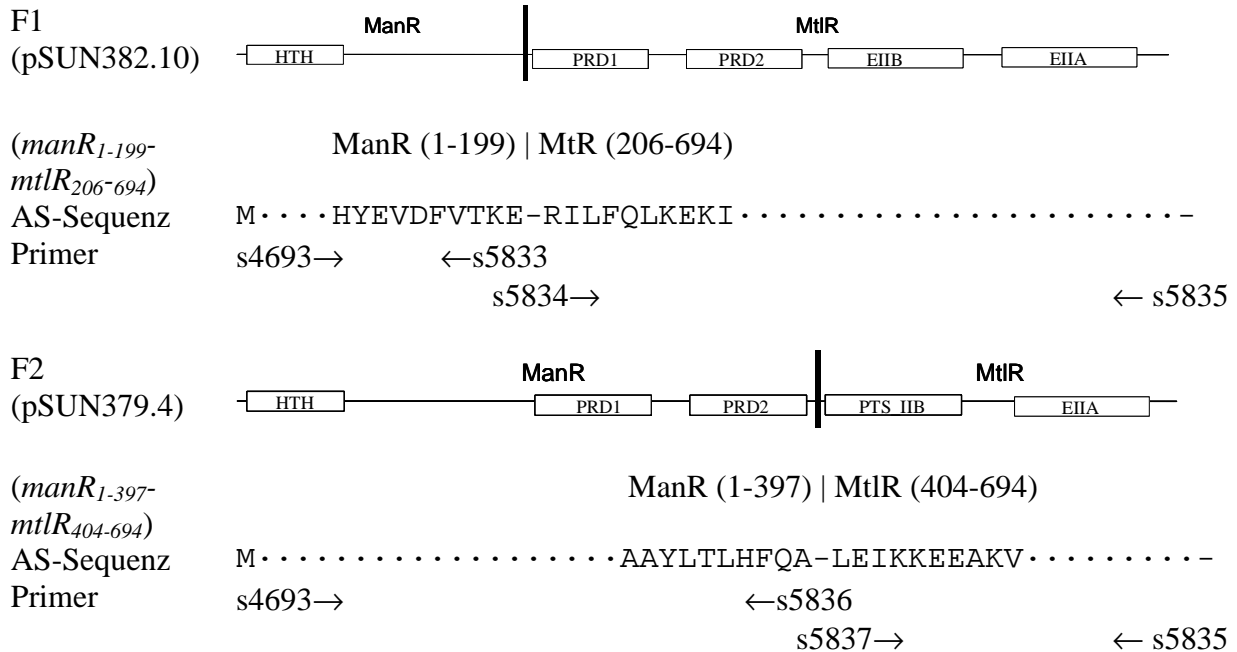 F1
(pSUN382.10)
ManR MtlR
HTH PRD1 PRD2 EIIB EIIA
(manR1-199-
mtlR206-694)
ManR (1-199) | MtR (206-694)
AS-Sequenz M····HYEVDFVTKE-RILFQLKEKI·······················-
Primer s4693→ ←s5833
s5834→ ← s5835
F2
(pSUN379.4)
ManR MtlR
HTH PRD1 PRD2 PTS IIB EIIA
(manR1-397-
mtlR404-694)
ManR (1-397) | MtlR (404-694)
AS-Sequenz M··················AAYLTLHFQA-LEIKKEEAKV·········-
Primer s4693→ ←s5836
s5837→ ← s5835